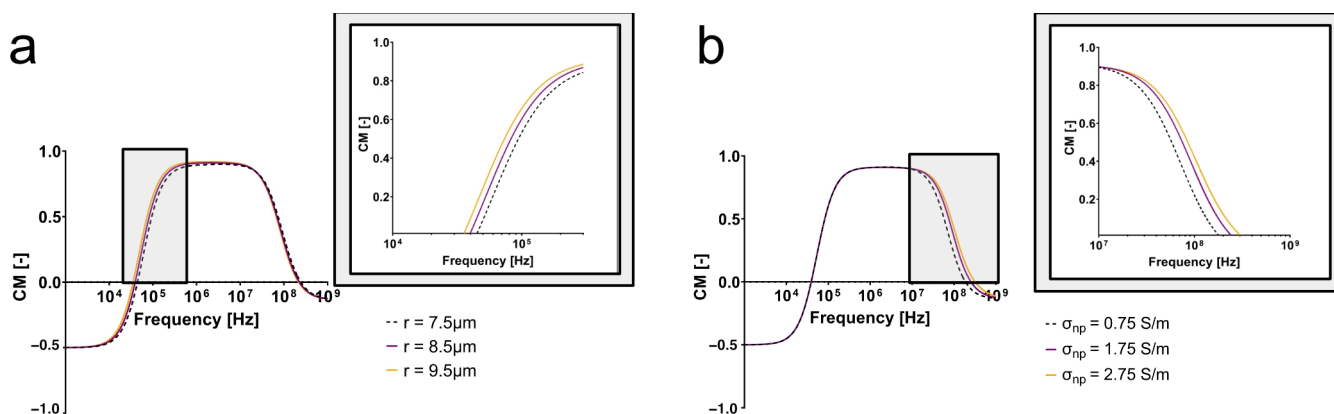 a
1.0
0.5
0.0
−0.5
−1.0
CM [-]
10⁴ 10⁵ 10⁶ 10⁷ 10⁸ 10⁹
Frequency [Hz]
1.0
0.8
0.6
0.4
0.2
CM [-]
10⁴ 10⁵
Frequency [Hz]
r = 7.5µm
r = 8.5µm
r = 9.5µm
b
1.0
0.5
0.0
−0.5
−1.0
CM [-]
10⁴ 10⁵ 10⁶ 10⁷ 10⁸ 10⁹
Frequency [Hz]
1.0
0.8
0.6
0.4
0.2
CM [-]
10⁷ 10⁸ 10⁹
Frequency [Hz]
σnp = 0.75 S/m
σnp = 1.75 S/m
σnp = 2.75 S/m